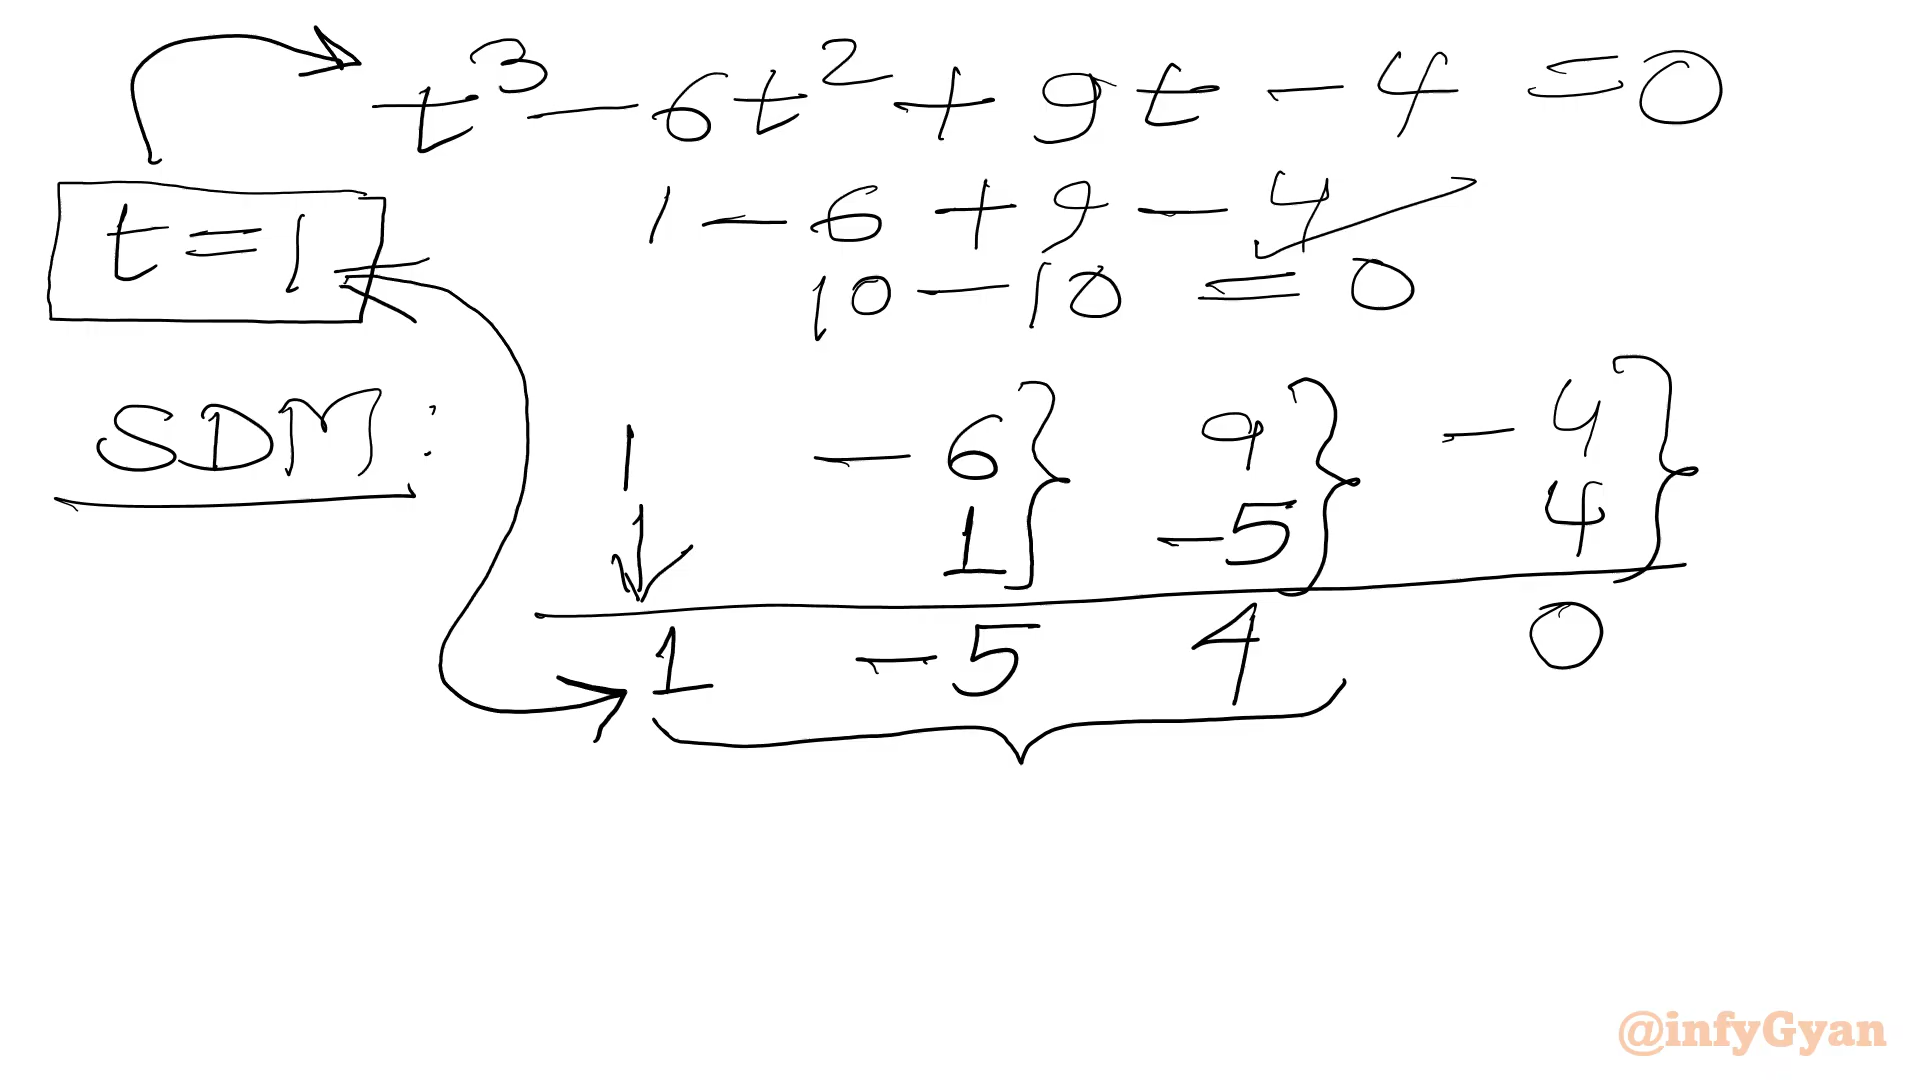 t³ - 6t² + 9t - 4 = 0
t = 1
1 - 6 + 9 - 4
10 - 10 = 0
SDM:
1 -6 9 -4
1 -5 4
1 -5 4 0
@infyGyan